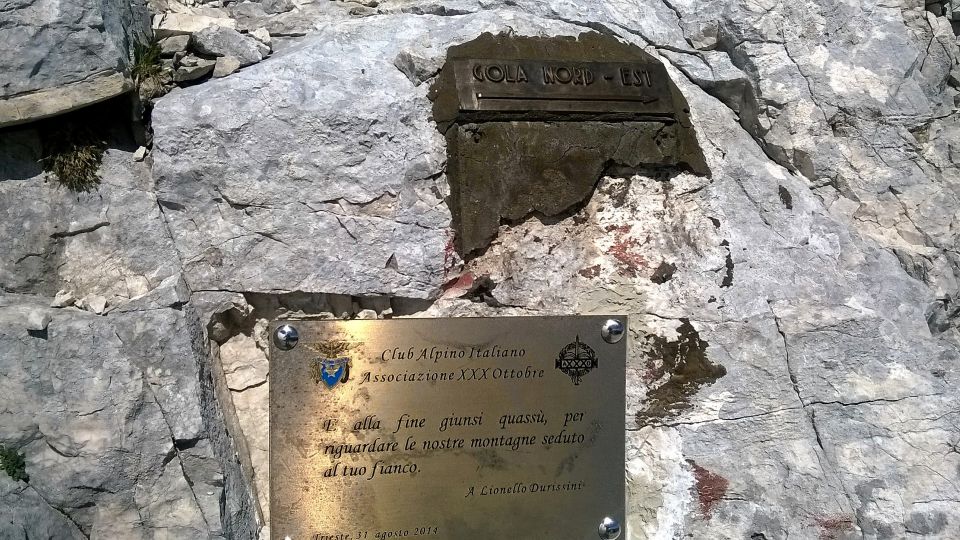 GOLA NORD - EST
Club Alpino Italiano
Associazione XXX Ottobre
E alla fine giunsi quassù, per
riguardare le nostre montagne seduto
al tuo fianco.
A Lionello Durissini
Trieste, 31 agosto 2014